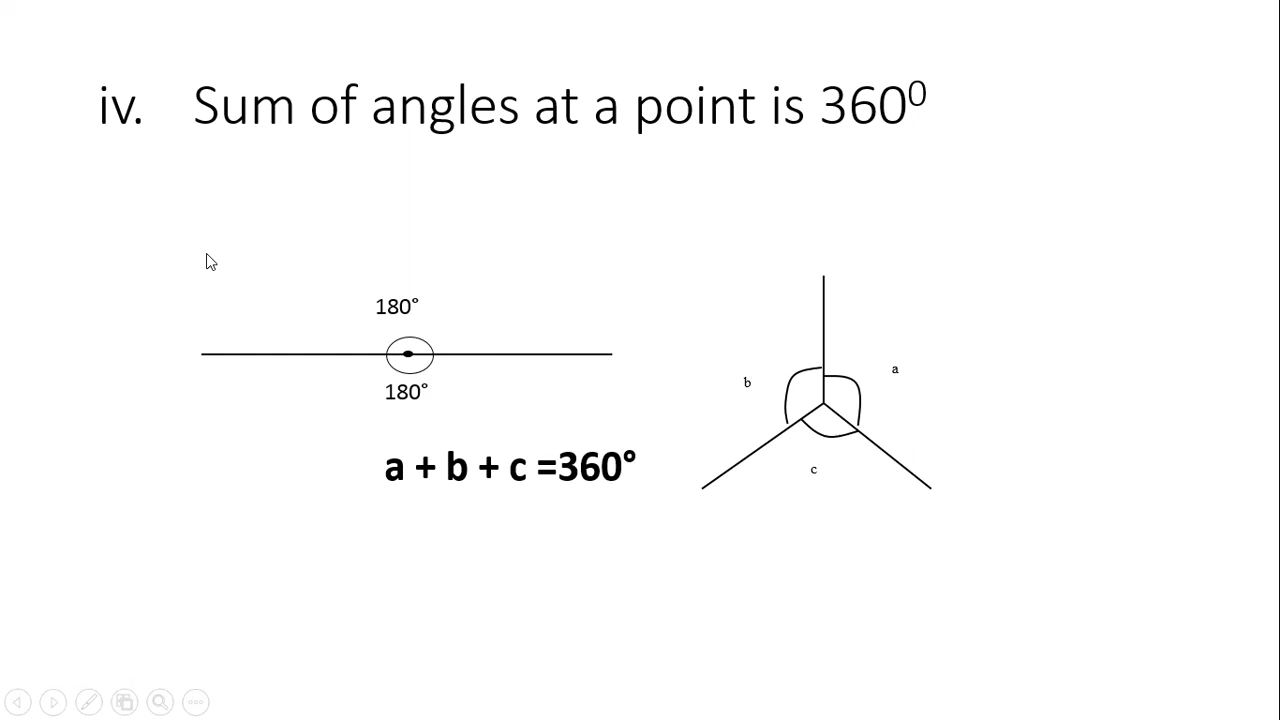 iv. Sum of angles at a point is 360⁰
180°
180°
a + b + c =360°
b
a
c